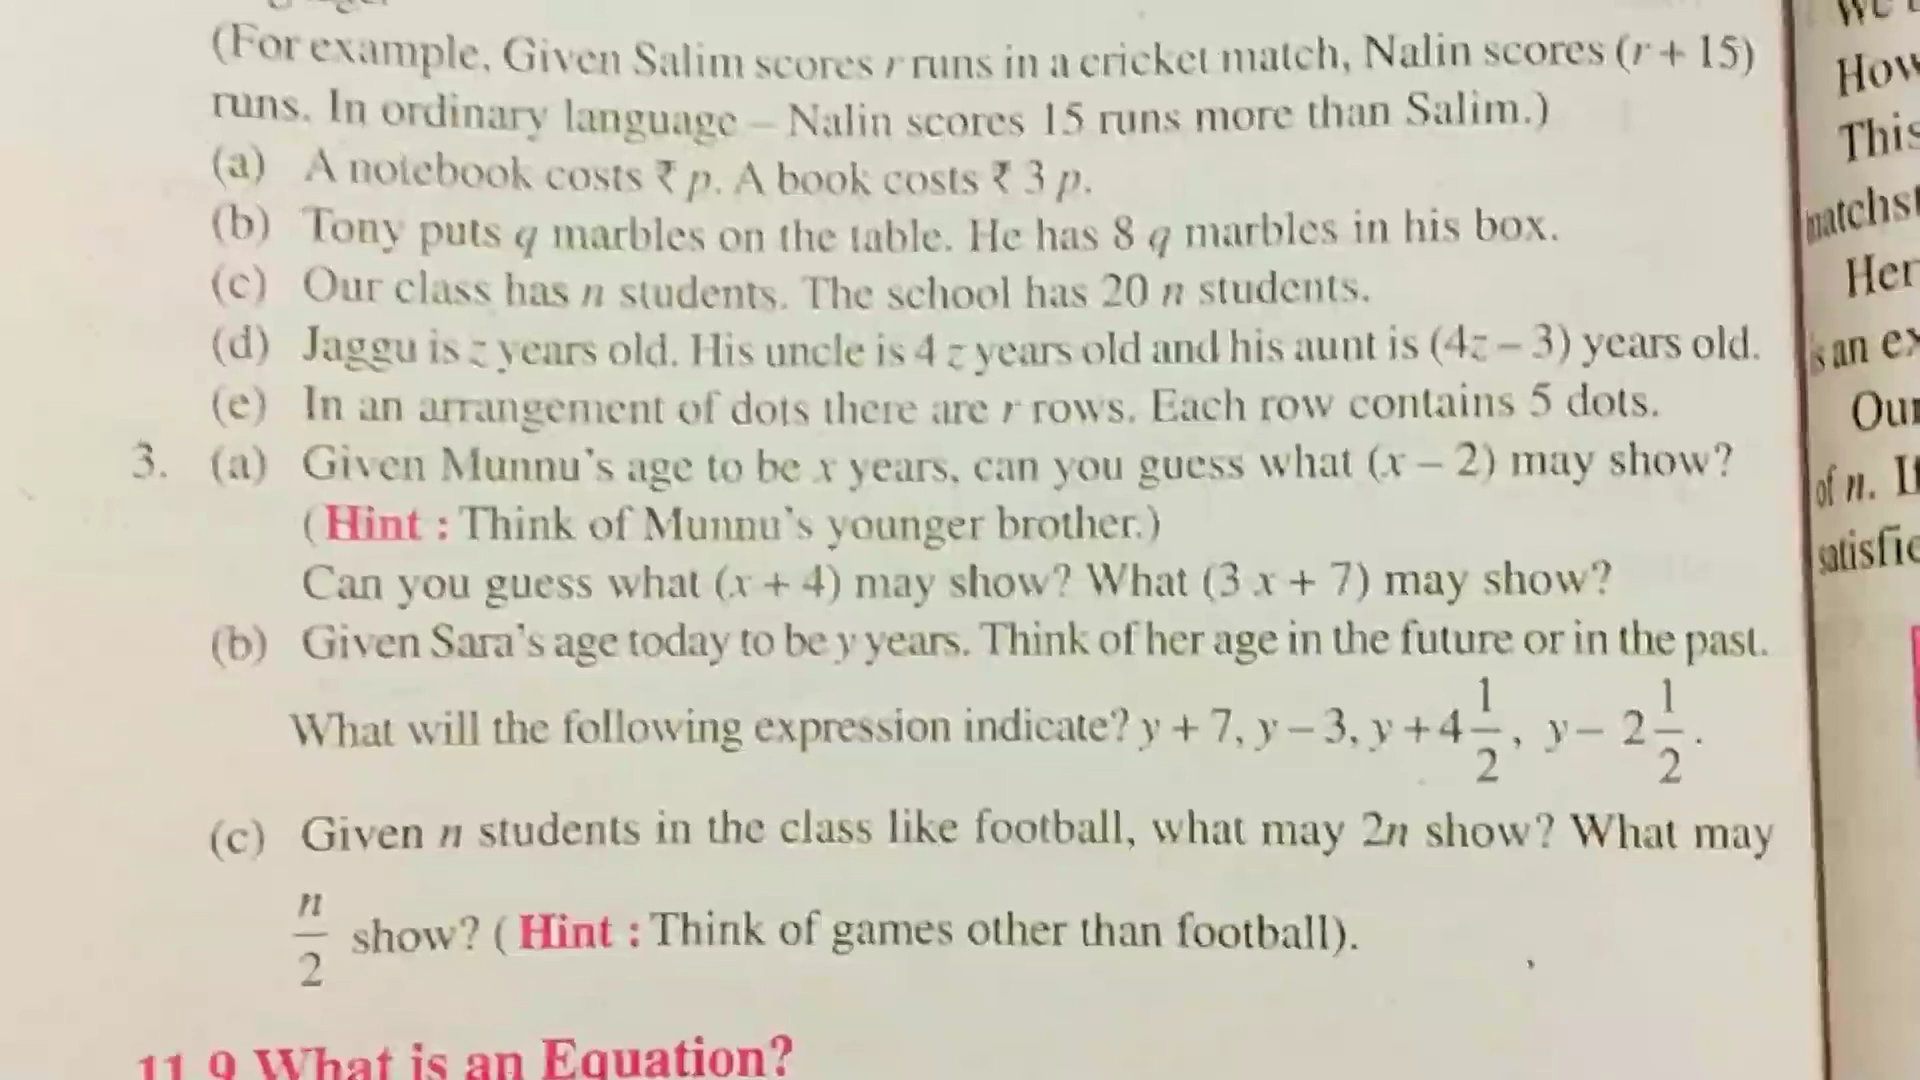 (For example, Given Salim scores r runs in a cricket match, Nalin scores (r + 15)
runs. In ordinary language – Nalin scores 15 runs more than Salim.)
(a) A notebook costs ₹ p. A book costs ₹ 3 p.
(b) Tony puts q marbles on the table. He has 8 q marbles in his box.
(c) Our class has n students. The school has 20 n students.
(d) Jaggu is z years old. His uncle is 4 z years old and his aunt is (4z – 3) years old.
(e) In an arrangement of dots there are r rows. Each row contains 5 dots.
3. (a) Given Munnu's age to be x years, can you guess what (x – 2) may show?
(Hint : Think of Munnu's younger brother.)
Can you guess what (x + 4) may show? What (3 x + 7) may show?
(b) Given Sara's age today to be y years. Think of her age in the future or in the past.
What will the following expression indicate? y + 7, y – 3, y + 4 1/2, y – 2 1/2.
(c) Given n students in the class like football, what may 2n show? What may
n/2 show? (Hint : Think of games other than football).
11.9 What is an Equation?
How
This
Her
is an ex
Our
of n. If